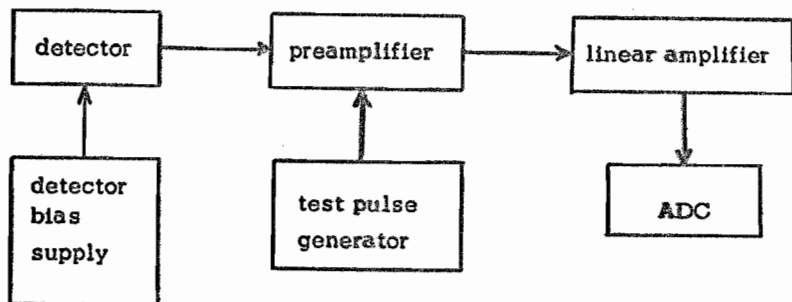 detector
preamplifier
linear amplifier
detector
bias
supply
test pulse
generator
ADC